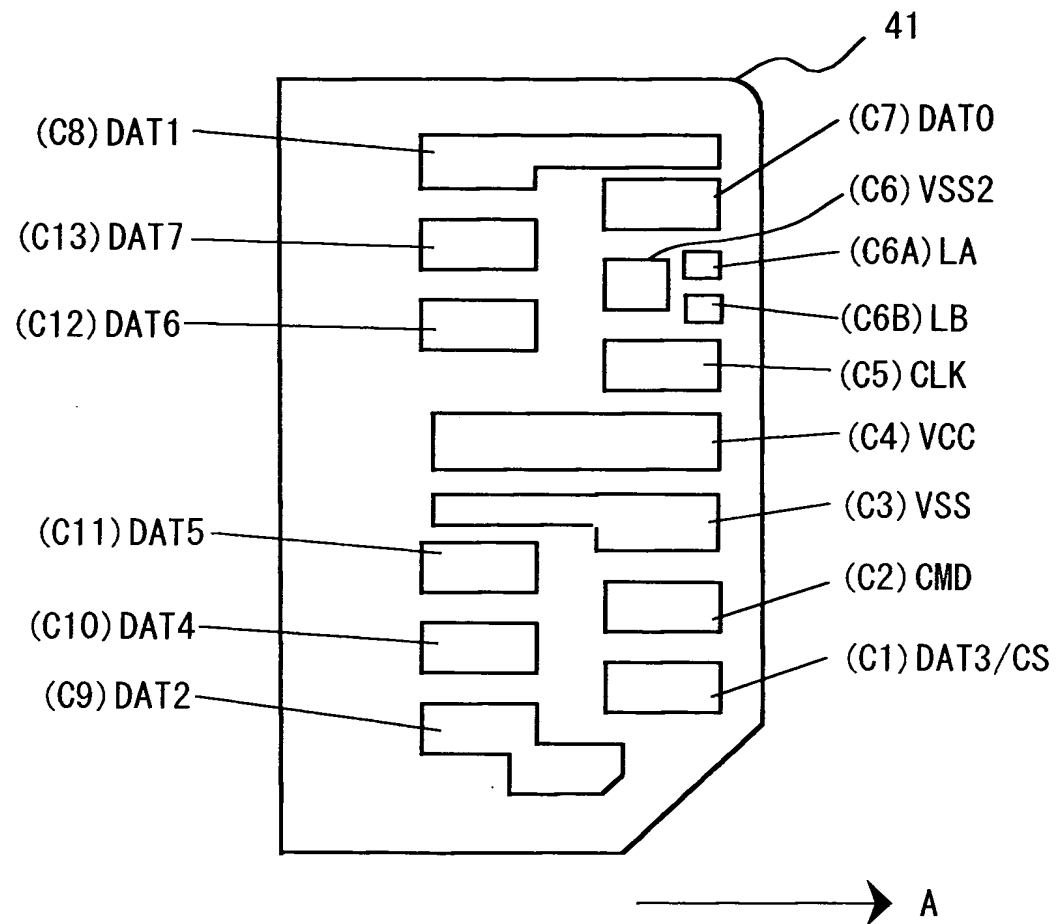 41
(C8) DAT1
(C7) DAT0
(C6) VSS2
(C13) DAT7
(C6A) LA
(C12) DAT6
(C6B) LB
(C5) CLK
(C4) VCC
(C3) VSS
(C11) DAT5
(C2) CMD
(C10) DAT4
(C1) DAT3/CS
(C9) DAT2
A